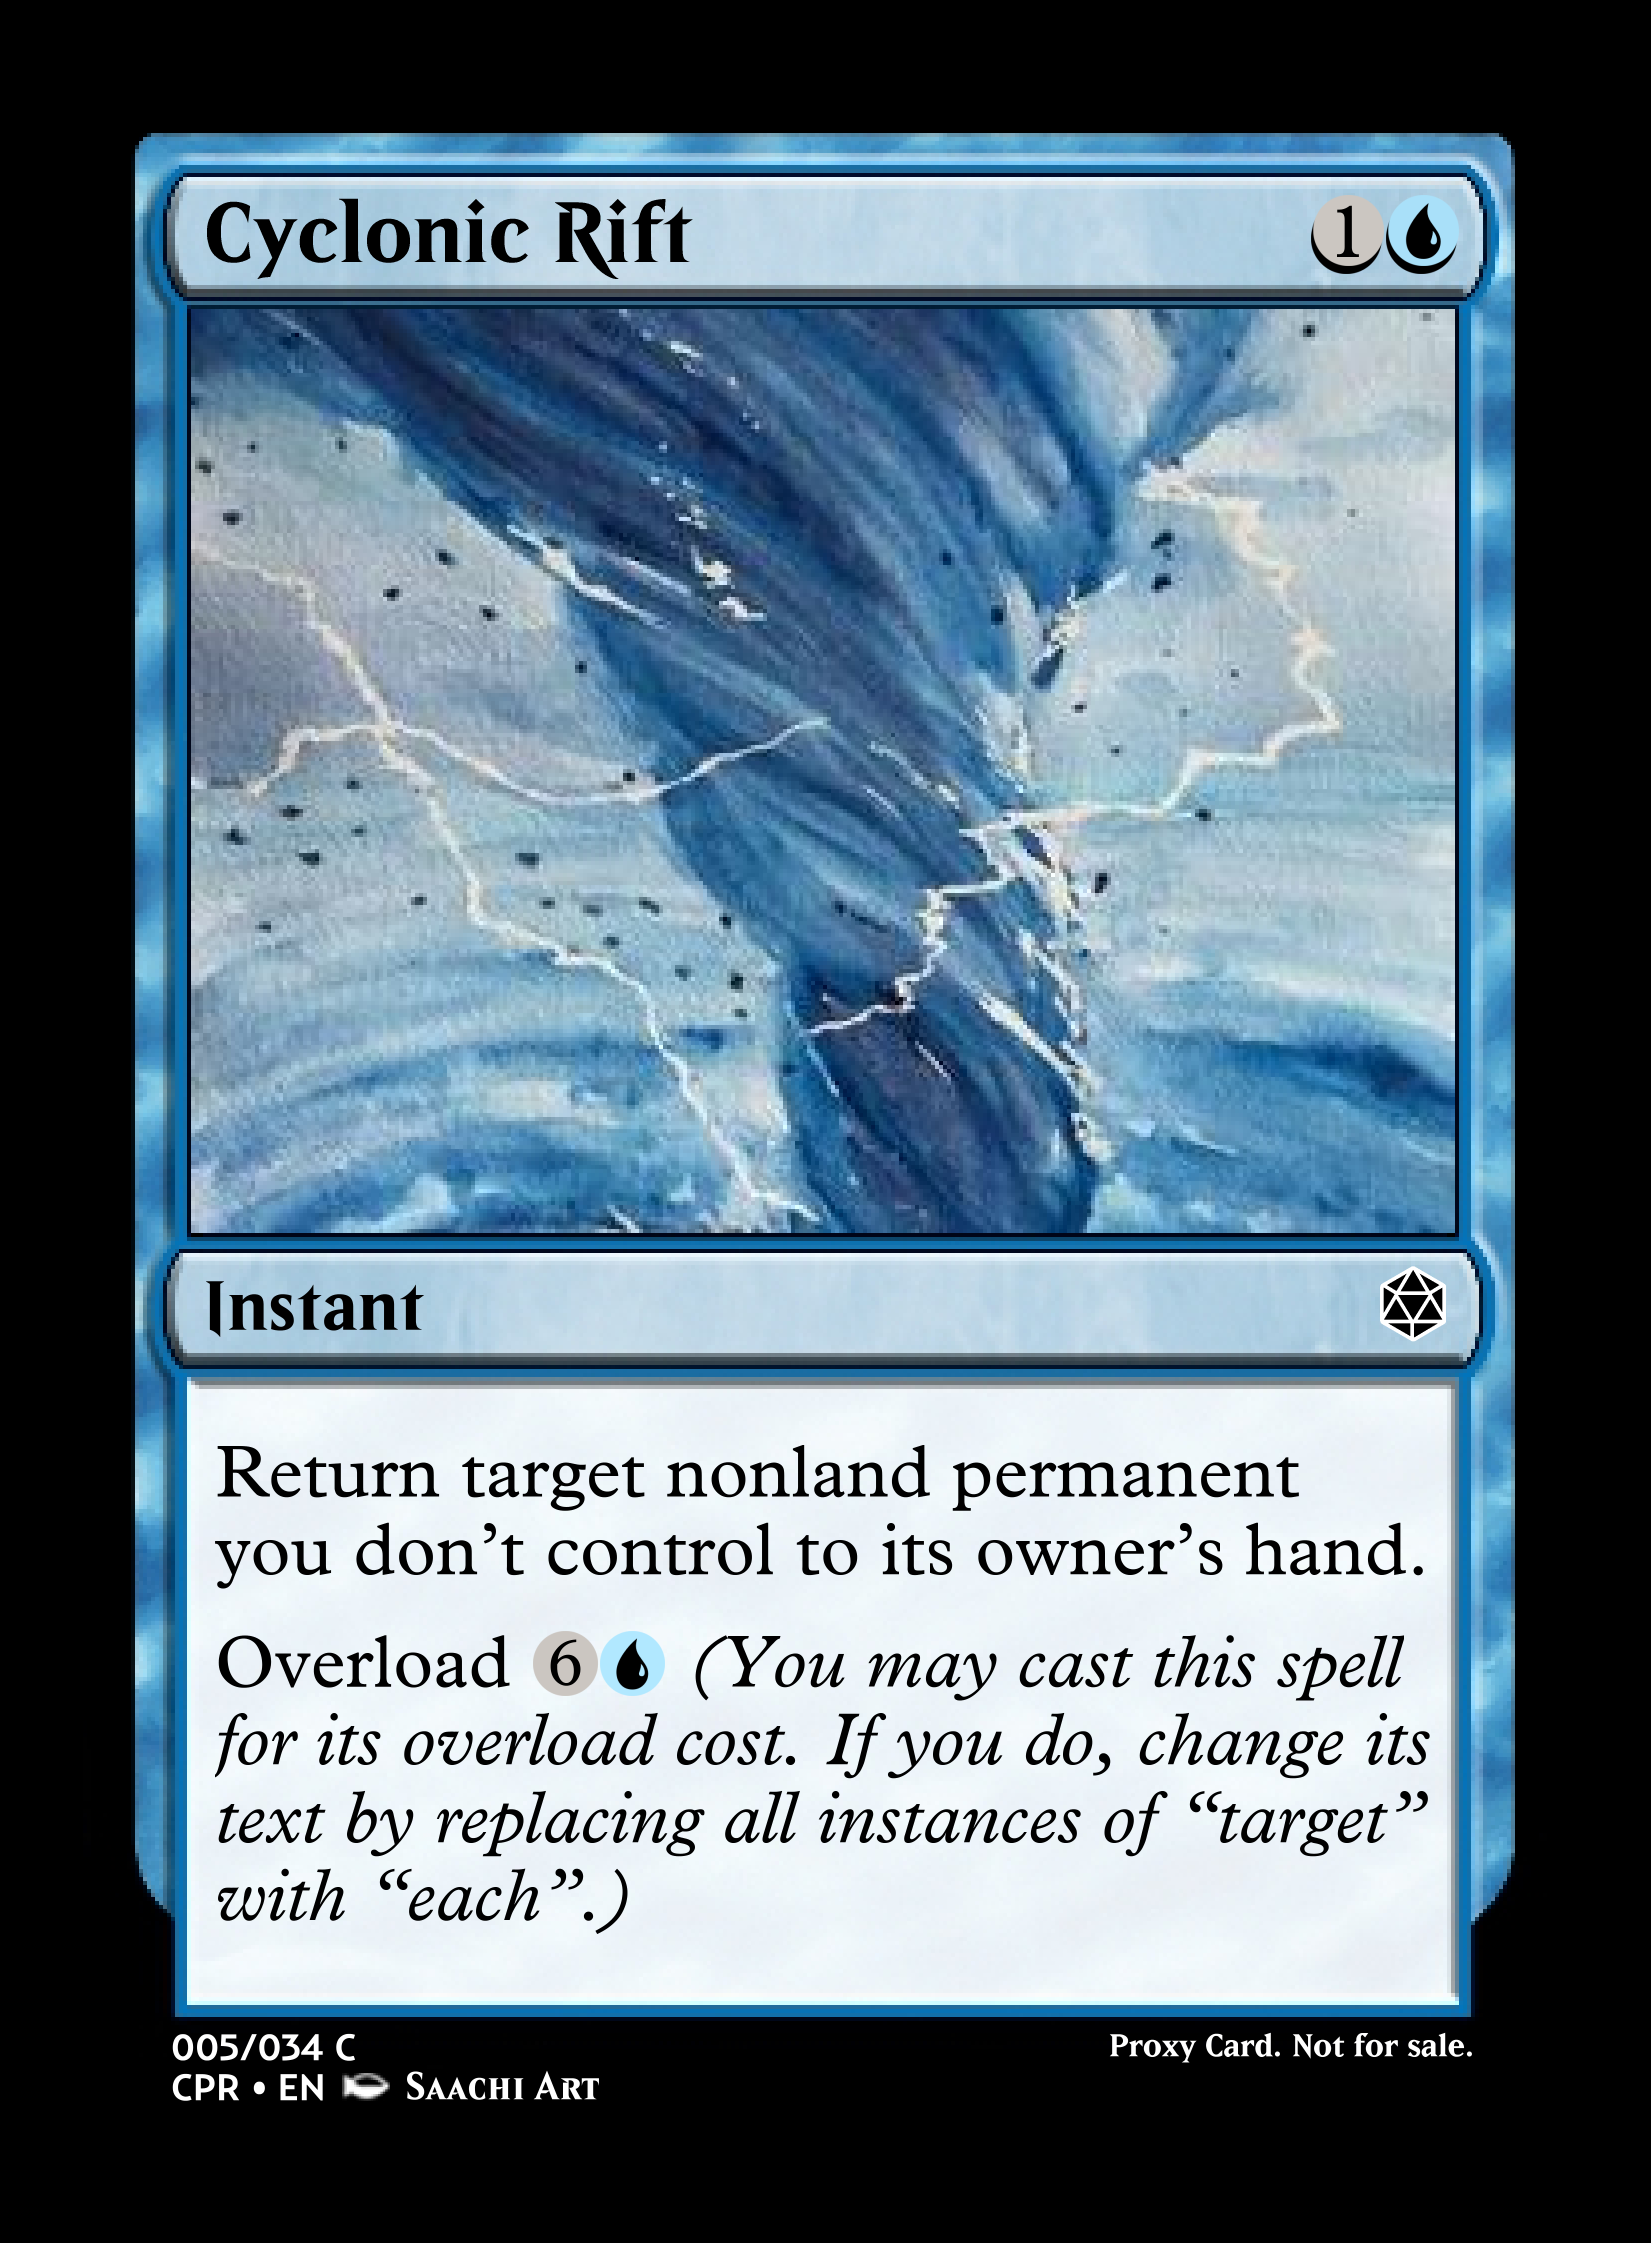 Cyclonic Rift 1
Instant
Return target nonland permanent
you don’t control to its owner’s hand.
Overload 6 (You may cast this spell
for its overload cost. If you do, change its
text by replacing all instances of “target”
with “each”.)
005/034 C
Proxy Card. Not for sale.
CPR • EN Saachi Art